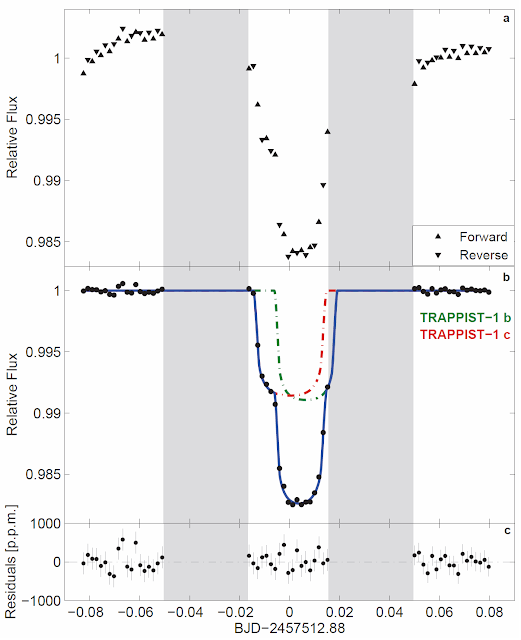 a
1
0.995
0.99
0.985
Relative Flux
▲ Forward
▼ Reverse
b
1
0.995
0.99
0.985
Relative Flux
TRAPPIST−1 b
TRAPPIST−1 c
c
1000
0
−1000
Residuals [p.p.m.]
−0.08 −0.06 −0.04 −0.02 0 0.02 0.04 0.06 0.08
BJD−2457512.88